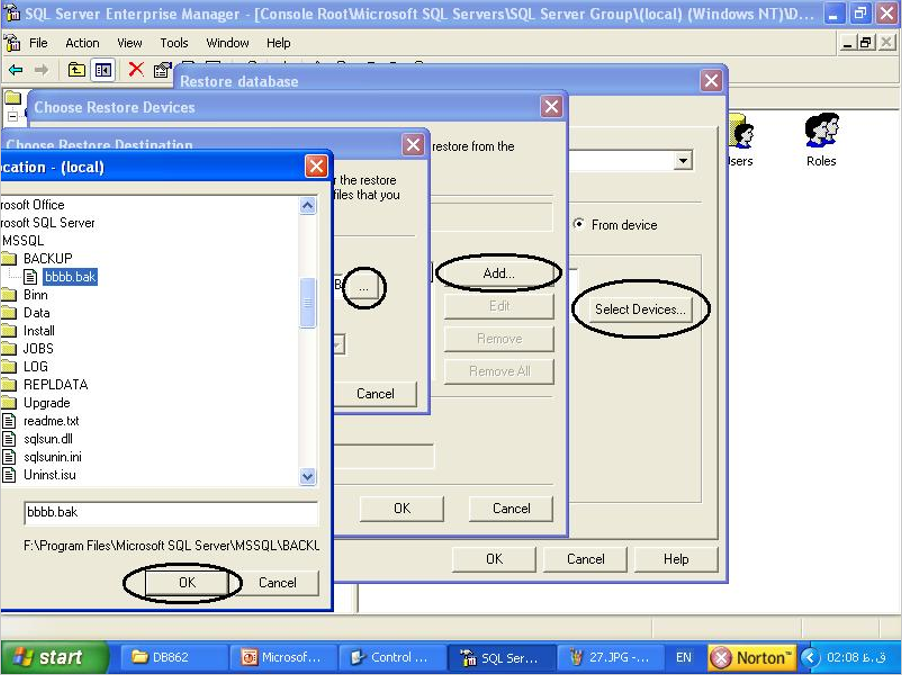 SQL Server Enterprise Manager - [Console Root\Microsoft SQL Servers\SQL Server Group\(local) (Windows NT)\D...
File Action View Tools Window Help
Restore database
Choose Restore Devices
Choose Restore Destination
ocation - (local)
restore from the
r the restore
files that you
From device
Users
Roles
rosoft Office
rosoft SQL Server
MSSQL
BACKUP
bbbb.bak
Binn
Data
Install
JOBS
LOG
REPLDATA
Upgrade
readme.txt
sqlsun.dll
sqlsunin.ini
Uninst.isu
...
Add...
Edit
Remove
Remove All
Select Devices...
Cancel
OK Cancel
bbbb.bak
F:\Program Files\Microsoft SQL Server\MSSQL\BACKU
OK Cancel
OK Cancel Help
start DB862 Microsof... Control ... SQL Ser... 27.JPG -... EN Norton™ 02:08 ق.ظ